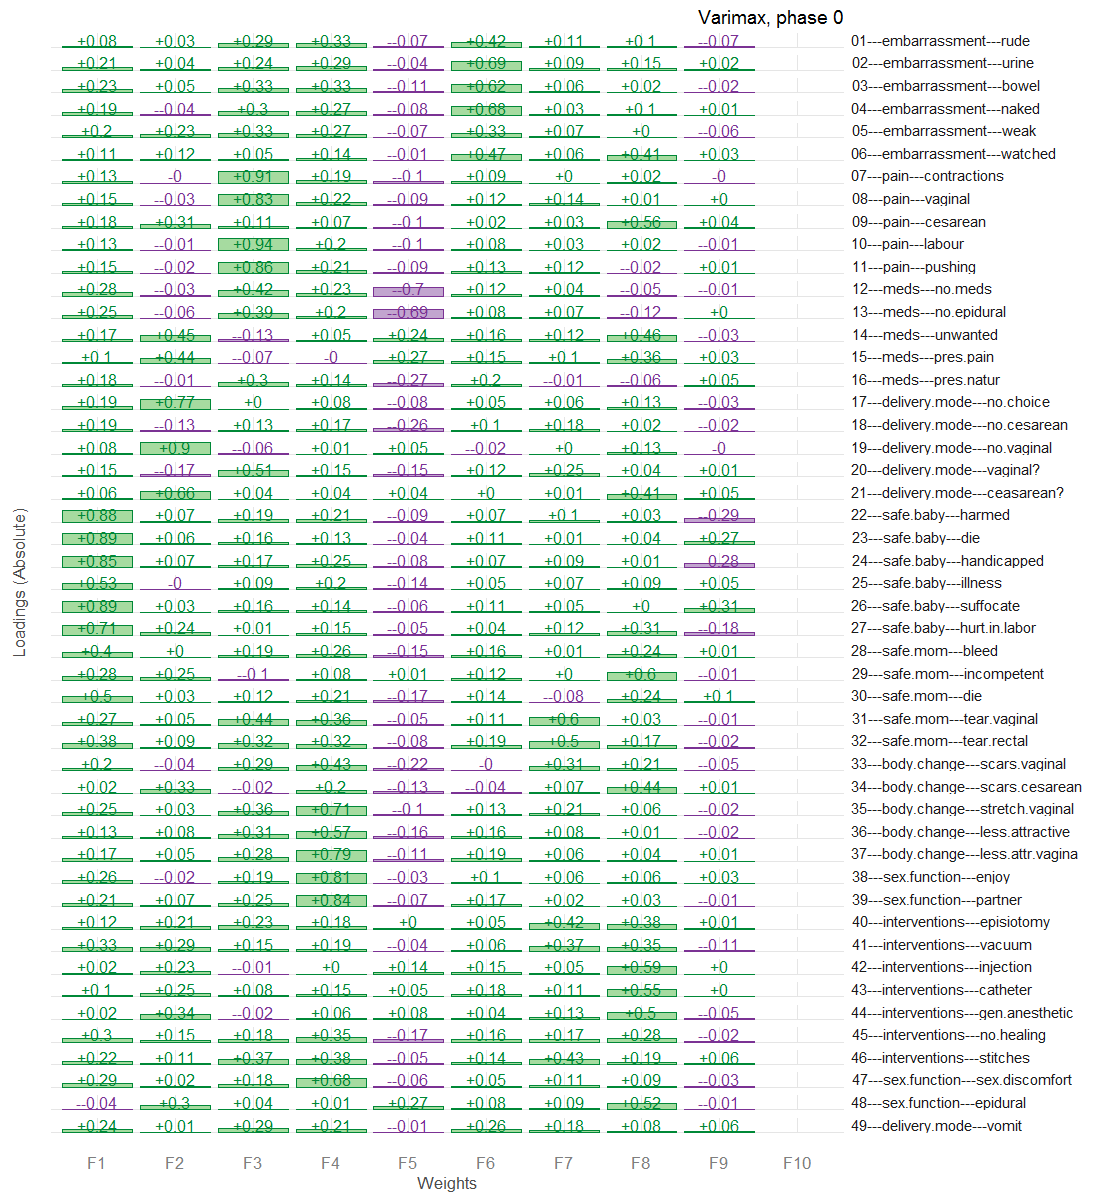 Varimax, phase 0
+0.08 +0.03 +0.29 +0.33 --0.07 +0.42 +0.11 +0.1 --0.07 01---embarrassment---rude
+0.21 +0.04 +0.24 +0.29 --0.04 +0.69 +0.09 +0.15 +0.02 02---embarrassment---urine
+0.23 +0.05 +0.33 +0.33 --0.11 +0.62 +0.06 +0.02 --0.02 03---embarrassment---bowel
+0.19 --0.04 +0.3 +0.27 --0.08 +0.68 +0.03 +0.1 +0.01 04---embarrassment---naked
+0.2 +0.23 +0.33 +0.27 --0.07 +0.33 +0.07 +0 --0.06 05---embarrassment---weak
+0.11 +0.12 +0.05 +0.14 --0.01 +0.47 +0.06 +0.41 +0.03 06---embarrassment---watched
+0.13 -0 +0.91 +0.19 --0.1 +0.09 +0 +0.02 -0 07---pain---contractions
+0.15 --0.03 +0.83 +0.22 --0.09 +0.12 +0.14 +0.01 +0 08---pain---vaginal
+0.18 +0.31 +0.11 +0.07 --0.1 +0.02 +0.03 +0.56 +0.04 09---pain---cesarean
+0.13 --0.01 +0.94 +0.2 --0.1 +0.08 +0.03 +0.02 --0.01 10---pain---labour
+0.15 --0.02 +0.86 +0.21 --0.09 +0.13 +0.12 --0.02 +0.01 11---pain---pushing
+0.28 --0.03 +0.42 +0.23 --0.7 +0.12 +0.04 --0.05 --0.01 12---meds---no.meds
+0.25 --0.06 +0.39 +0.2 --0.69 +0.08 +0.07 --0.12 +0 13---meds---no.epidural
+0.17 +0.45 --0.13 +0.05 +0.24 +0.16 +0.12 +0.46 --0.03 14---meds---unwanted
+0.1 +0.44 --0.07 -0 +0.27 +0.15 +0.1 +0.36 +0.03 15---meds---pres.pain
+0.18 --0.01 +0.3 +0.14 --0.27 +0.2 --0.01 --0.06 +0.05 16---meds---pres.natur
+0.19 +0.77 +0 +0.08 --0.08 +0.05 +0.06 +0.13 --0.03 17---delivery.mode---no.choice
+0.19 --0.13 +0.13 +0.17 --0.26 +0.1 +0.18 +0.02 --0.02 18---delivery.mode---no.cesarean
+0.08 +0.9 --0.06 +0.01 +0.05 --0.02 +0 +0.13 -0 19---delivery.mode---no.vaginal
+0.15 --0.17 +0.51 +0.15 --0.15 +0.12 +0.25 +0.04 +0.01 20---delivery.mode---vaginal?
+0.06 +0.66 +0.04 +0.04 +0.04 +0 +0.01 +0.41 +0.05 21---delivery.mode---ceasarean?
+0.88 +0.07 +0.19 +0.21 --0.09 +0.07 +0.1 +0.03 --0.29 22---safe.baby---harmed
+0.89 +0.06 +0.16 +0.13 --0.04 +0.11 +0.01 +0.04 +0.27 23---safe.baby---die
+0.85 +0.07 +0.17 +0.25 --0.08 +0.07 +0.09 +0.01 --0.28 24---safe.baby---handicapped
+0.53 -0 +0.09 +0.2 --0.14 +0.05 +0.07 +0.09 +0.05 25---safe.baby---illness
+0.89 +0.03 +0.16 +0.14 --0.06 +0.11 +0.05 +0 +0.31 26---safe.baby---suffocate
+0.71 +0.24 +0.01 +0.15 --0.05 +0.04 +0.12 +0.31 --0.18 27---safe.baby---hurt.in.labor
+0.4 +0 +0.19 +0.26 --0.15 +0.16 +0.01 +0.24 +0.01 28---safe.mom---bleed
+0.28 +0.25 --0.1 +0.08 +0.01 +0.12 +0 +0.6 --0.01 29---safe.mom---incompetent
+0.5 +0.03 +0.12 +0.21 --0.17 +0.14 --0.08 +0.24 +0.1 30---safe.mom---die
+0.27 +0.05 +0.44 +0.36 --0.05 +0.11 +0.6 +0.03 --0.01 31---safe.mom---tear.vaginal
+0.38 +0.09 +0.32 +0.32 --0.08 +0.19 +0.5 +0.17 --0.02 32---safe.mom---tear.rectal
+0.2 --0.04 +0.29 +0.43 --0.22 -0 +0.31 +0.21 --0.05 33---body.change---scars.vaginal
+0.02 +0.33 --0.02 +0.2 --0.13 --0.04 +0.07 +0.44 +0.01 34---body.change---scars.cesarean
+0.25 +0.03 +0.36 +0.71 --0.1 +0.13 +0.21 +0.06 --0.02 35---body.change---stretch.vaginal
+0.13 +0.08 +0.31 +0.57 --0.16 +0.16 +0.08 +0.01 --0.02 36---body.change---less.attractive
+0.17 +0.05 +0.28 +0.79 --0.11 +0.19 +0.06 +0.04 +0.01 37---body.change---less.attr.vagina
+0.26 --0.02 +0.19 +0.81 --0.03 +0.1 +0.06 +0.06 +0.03 38---sex.function---enjoy
+0.21 +0.07 +0.25 +0.84 --0.07 +0.17 +0.02 +0.03 --0.01 39---sex.function---partner
+0.12 +0.21 +0.23 +0.18 +0 +0.05 +0.42 +0.38 +0.01 40---interventions---episiotomy
+0.33 +0.29 +0.15 +0.19 --0.04 +0.06 +0.37 +0.35 --0.11 41---interventions---vacuum
+0.02 +0.23 --0.01 +0 +0.14 +0.15 +0.05 +0.59 +0 42---interventions---injection
+0.1 +0.25 +0.08 +0.15 +0.05 +0.18 +0.11 +0.55 +0 43---interventions---catheter
+0.02 +0.34 --0.02 +0.06 +0.08 +0.04 +0.13 +0.5 --0.05 44---interventions---gen.anesthetic
+0.3 +0.15 +0.18 +0.35 --0.17 +0.16 +0.17 +0.28 --0.02 45---interventions---no.healing
+0.22 +0.11 +0.37 +0.38 --0.05 +0.14 +0.43 +0.19 +0.06 46---interventions---stitches
+0.29 +0.02 +0.18 +0.68 --0.06 +0.05 +0.11 +0.09 --0.03 47---sex.function---sex.discomfort
--0.04 +0.3 +0.04 +0.01 +0.27 +0.08 +0.09 +0.52 --0.01 48---sex.function---epidural
+0.24 +0.01 +0.29 +0.21 --0.01 +0.26 +0.18 +0.08 +0.06 49---delivery.mode---vomit
F1 F2 F3 F4 F5 F6 F7 F8 F9 F10
Weights
Loadings (Absolute)